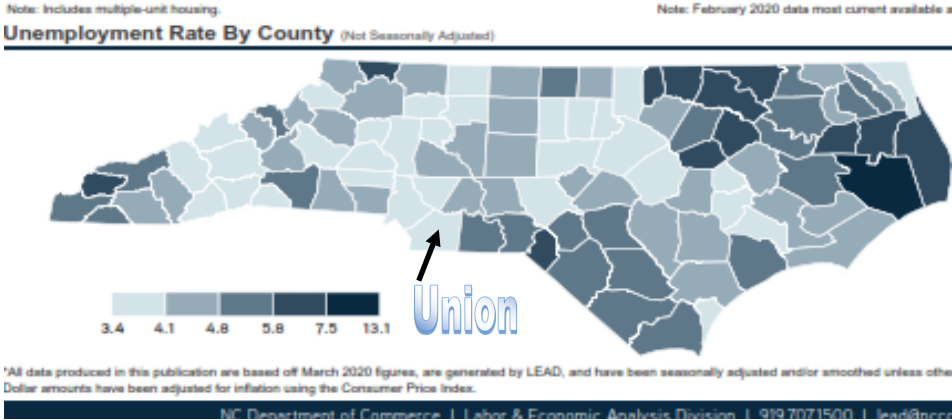 Note: Includes multiple-unit housing.
Note: February 2020 data most current available a
Unemployment Rate By County (Not Seasonally Adjusted)
3.4 4.1 4.8 5.8 7.5 13.1
Union
*All data in this publication are based off March 2020 figures, are generated by LEAD, and have been seasonally adjusted and/or smoothed unless othe
Dollar amounts have been adjusted for inflation using the Consumer Price Index.
NC Department of Commerce | Labor & Economic Analysis Division | 919.707.1500 | lead@ncc